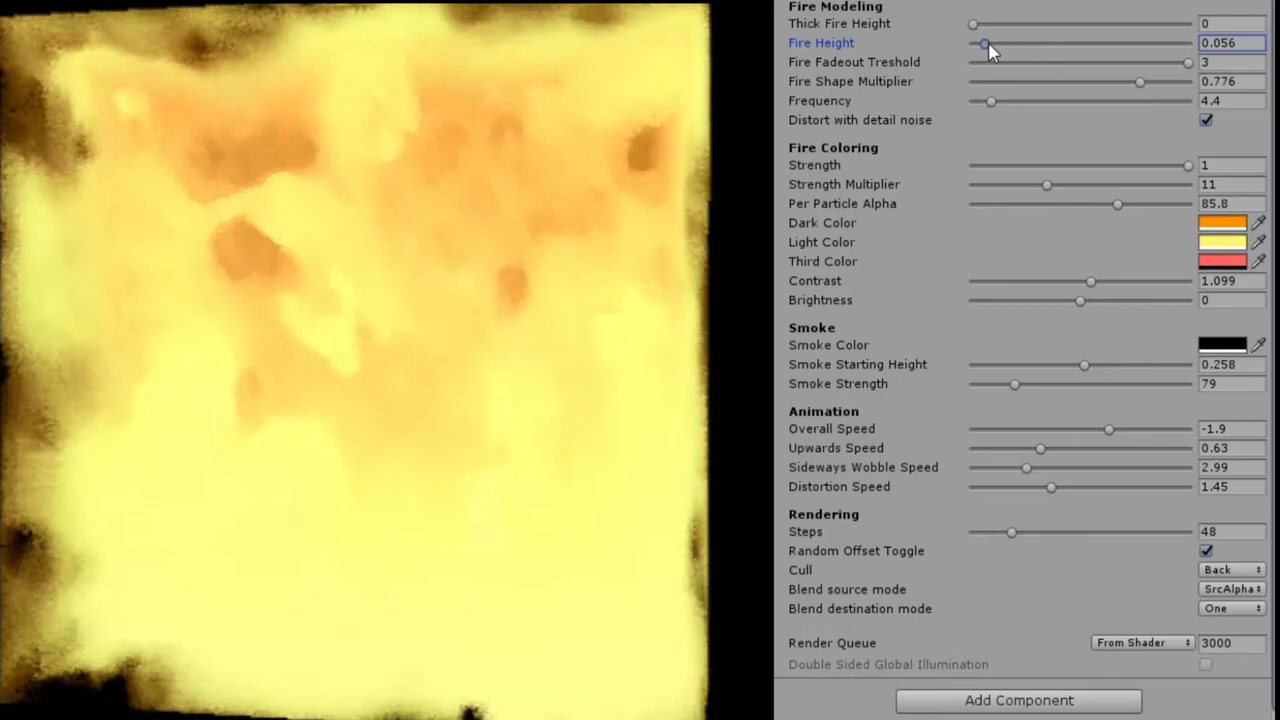 Fire Modeling
Thick Fire Height 0
Fire Height 0.056
Fire Fadeout Treshold 3
Fire Shape Multiplier 0.776
Frequency 4.4
Distort with detail noise
Fire Coloring
Strength 1
Strength Multiplier 11
Per Particle Alpha 85.8
Dark Color
Light Color
Third Color
Contrast 1.099
Brightness 0
Smoke
Smoke Color
Smoke Starting Height 0.258
Smoke Strength 79
Animation
Overall Speed -1.9
Upwards Speed 0.63
Sideways Wobble Speed 2.99
Distortion Speed 1.45
Rendering
Steps 48
Random Offset Toggle
Cull Back
Blend source mode SrcAlpha
Blend destination mode One
Render Queue From Shader 3000
Double Sided Global Illumination
Add Component